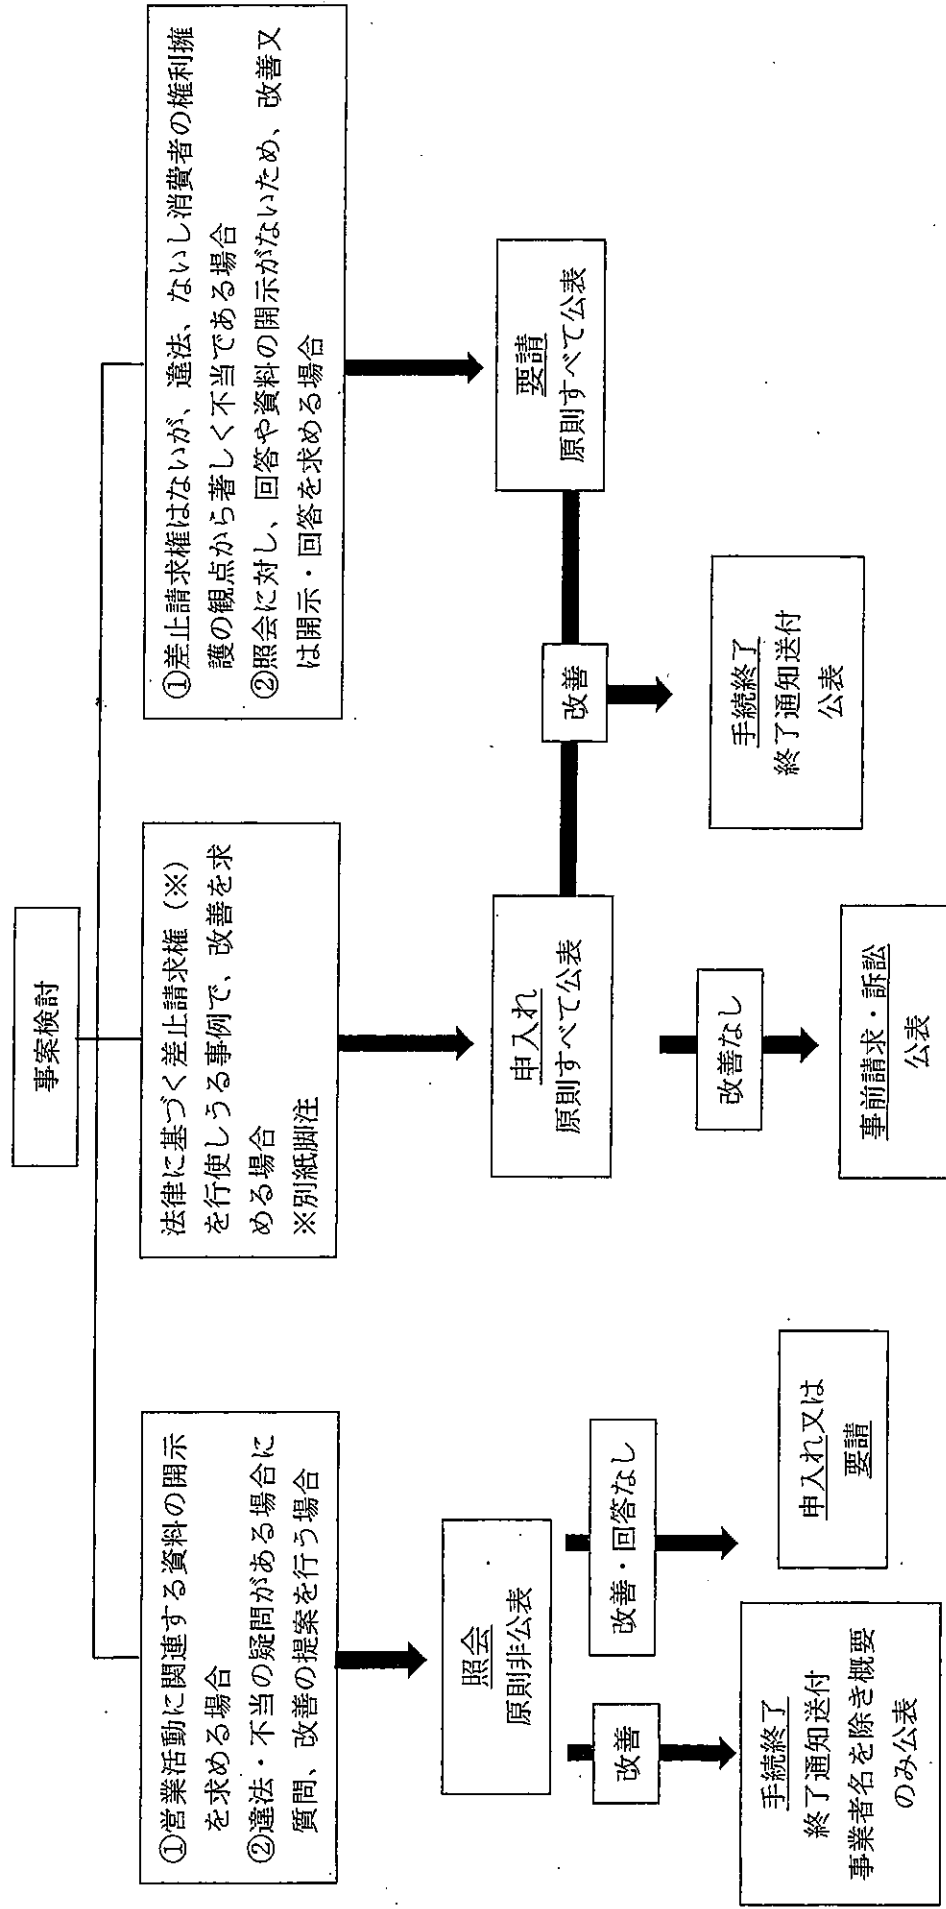 事案検討
①営業活動に関連する資料の開示
を求める場合
②違法・不当の疑問がある場合に
質問、改善の提案を行う場合
法律に基づく差止請求権（※）
を行使しうる事例で、改善を求
める場合
※別紙脚注
①差止請求権はないが、違法、ないし消費者の権利擁
護の観点から著しく不当である場合
②照会に対し、回答や資料の開示がないため、改善又
は開示・回答を求める場合
照会
原則非公表
申入れ
原則すべて公表
要請
原則すべて公表
改善
改善・回答なし
改善なし
改善
手続終了
終了通知送付
事業者名を除き概要
のみ公表
申入れ又は
要請
事前請求・訴訟
公表
手続終了
終了通知送付
公表